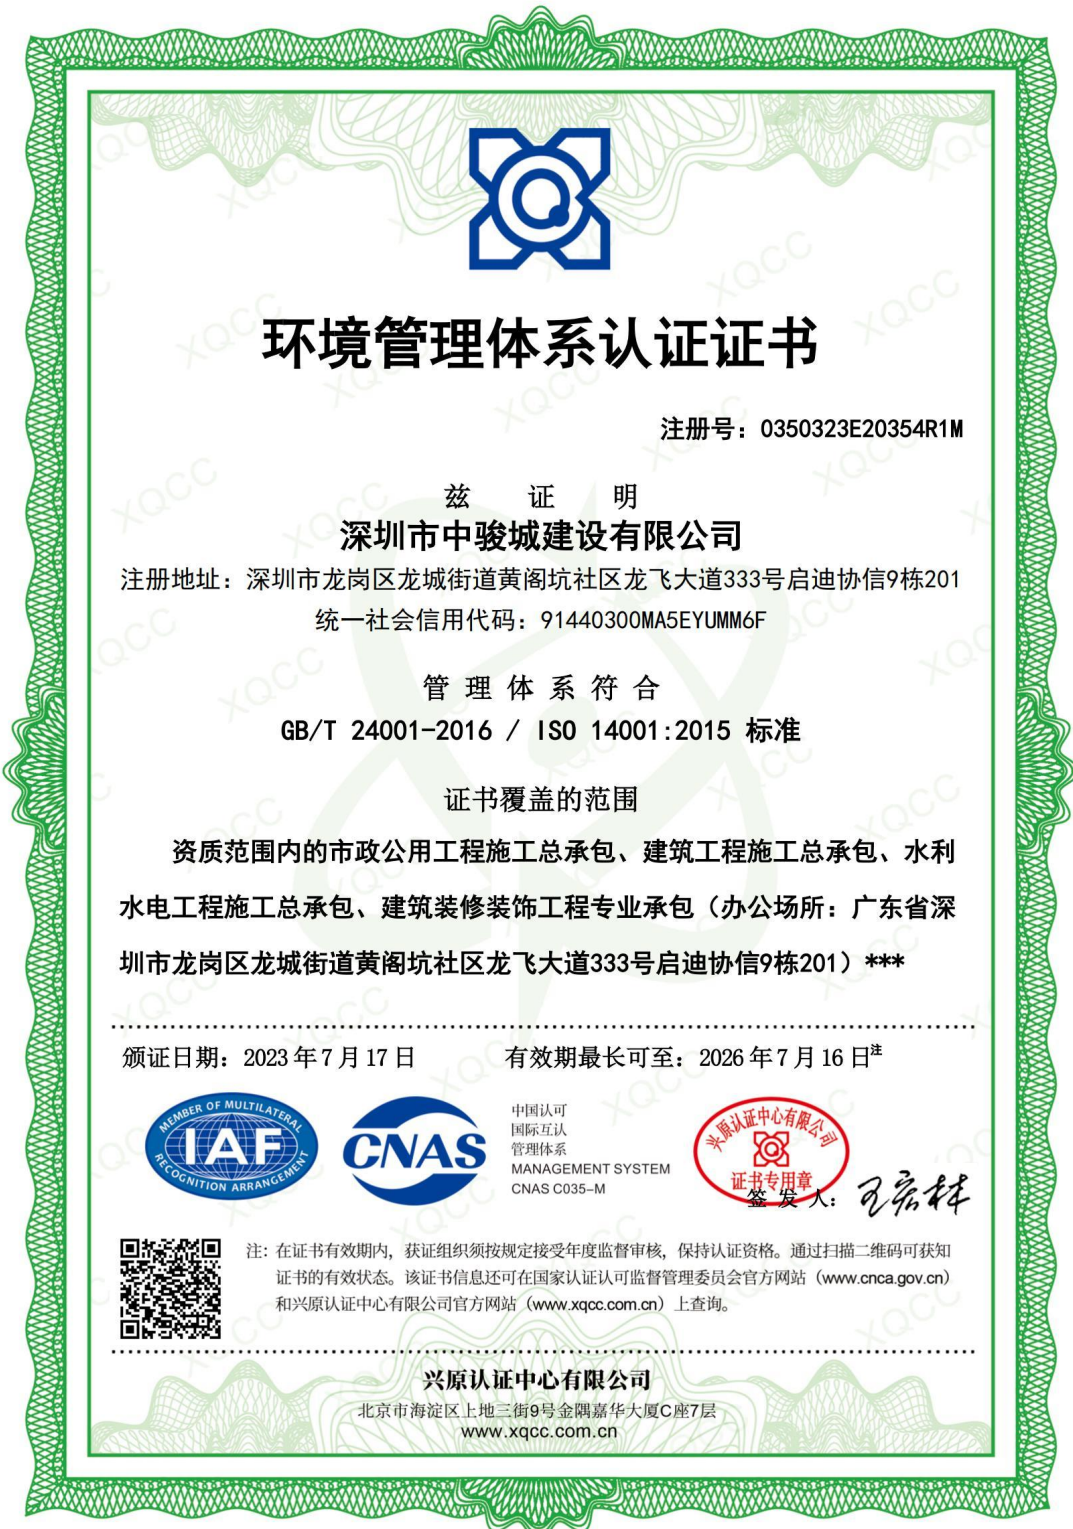 环境管理体系认证证书
注册号：0350323E20354R1M
兹 证 明
深圳市中骏城建设有限公司
注册地址：深圳市龙岗区龙城街道黄阁坑社区龙飞大道333号启迪协信9栋201
统一社会信用代码：91440300MA5EYUMM6F
管 理 体 系 符 合
GB/T 24001-2016 / ISO 14001:2015 标准
证书覆盖的范围
资质范围内的市政公用工程施工总承包、建筑工程施工总承包、水利
水电工程施工总承包、建筑装修装饰工程专业承包（办公场所：广东省深
圳市龙岗区龙城街道黄阁坑社区龙飞大道333号启迪协信9栋201）***
颁证日期：2023 年 7 月 17 日 有效期最长可至：2026 年 7 月 16 日注
MEMBER OF MULTILATERAL
IAF
RECOGNITION ARRANGEMENT
CNAS
中国认可
国际互认
管理体系
MANAGEMENT SYSTEM
CNAS C035-M
兴原认证中心有限公司
证书专用章
签 发 人：王宏林
注：在证书有效期内，获证组织须按规定接受年度监督审核，保持认证资格。通过扫描二维码可获知
证书的有效状态。该证书信息还可在国家认证认可监督管理委员会官方网站（www.cnca.gov.cn）
和兴原认证中心有限公司官方网站（www.xqcc.com.cn）上查询。
兴原认证中心有限公司
北京市海淀区上地三街9号金隅嘉华大厦C座7层
www.xqcc.com.cn